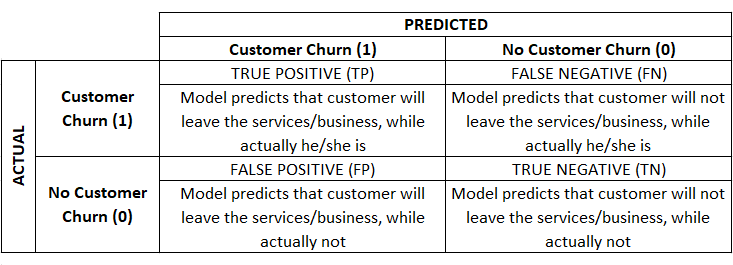 PREDICTED
Customer Churn (1)
No Customer Churn (0)
ACTUAL
Customer
Churn (1)
TRUE POSITIVE (TP)
Model predicts that customer will
leave the services/business, while
actually he/she is
FALSE NEGATIVE (FN)
Model predicts that customer will not
leave the services/business, while
actually he/she is
No Customer
Churn (0)
FALSE POSITIVE (FP)
Model predicts that customer will
leave the services/business, while
actually not
TRUE NEGATIVE (TN)
Model predicts that customer will not
leave the services/business, while
actually not